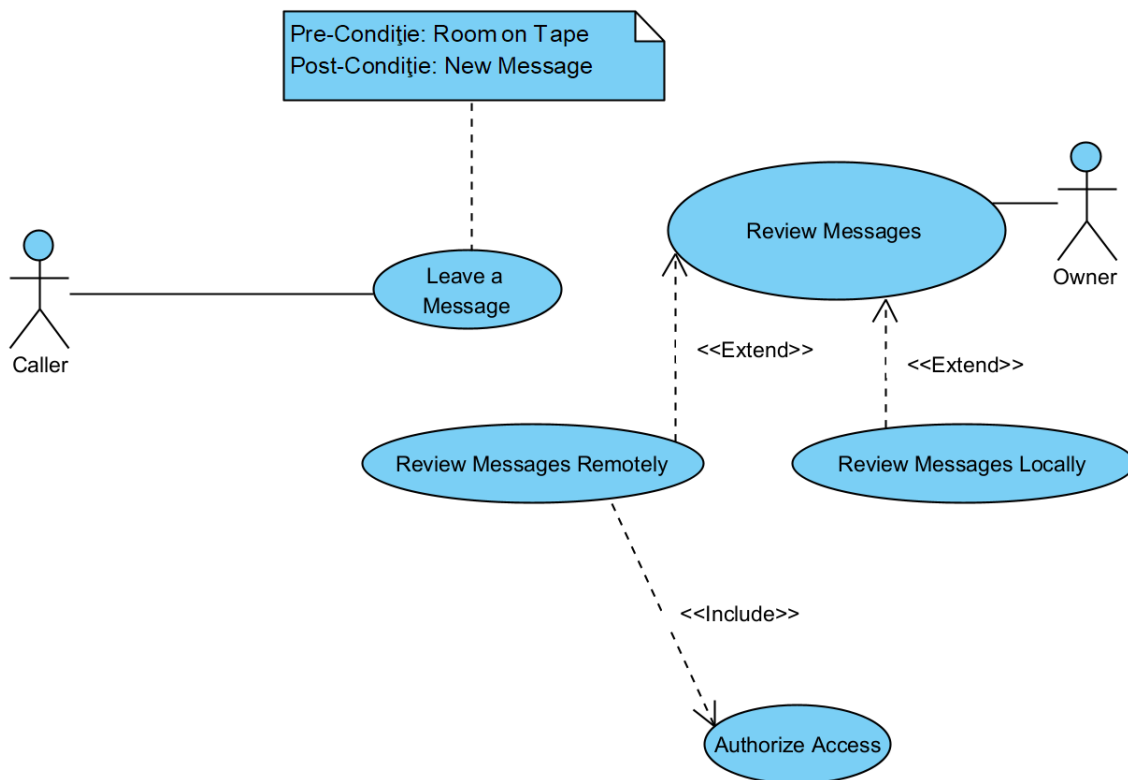 Pre-Condiţie: Room on Tape
Post-Condiţie: New Message
Review Messages
Owner
Leave a
Message
Caller
<<Extend>>
<<Extend>>
Review Messages Remotely
Review Messages Locally
<<Include>>
Authorize Access